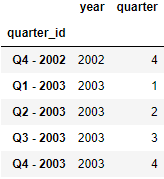 year quarter
quarter_id
Q4 - 2002 2002 4
Q1 - 2003 2003 1
Q2 - 2003 2003 2
Q3 - 2003 2003 3
Q4 - 2003 2003 4